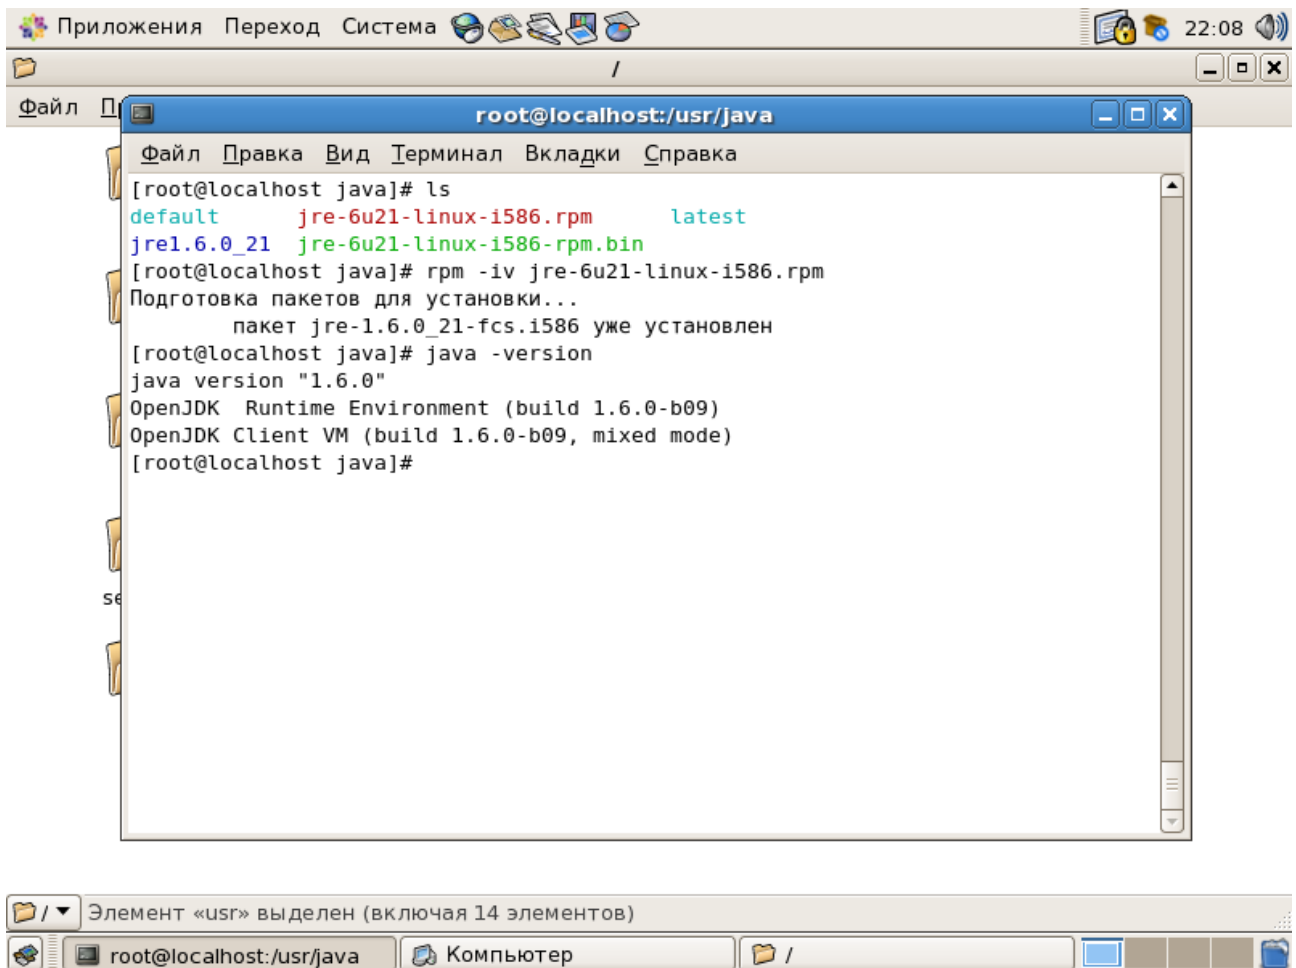 Приложения Переход Система 22:08
/
Файл П
root@localhost:/usr/java
Файл Правка Вид Терминал Вкладки Справка
[root@localhost java]# ls
default jre-6u21-linux-i586.rpm latest
jre1.6.0_21 jre-6u21-linux-i586-rpm.bin
[root@localhost java]# rpm -iv jre-6u21-linux-i586.rpm
Подготовка пакетов для установки...
пакет jre-1.6.0_21-fcs.i586 уже установлен
[root@localhost java]# java -version
java version "1.6.0"
OpenJDK  Runtime Environment (build 1.6.0-b09)
OpenJDK Client VM (build 1.6.0-b09, mixed mode)
[root@localhost java]#
se
/ Элемент «usr» выделен (включая 14 элементов)
root@localhost:/usr/java Компьютер /